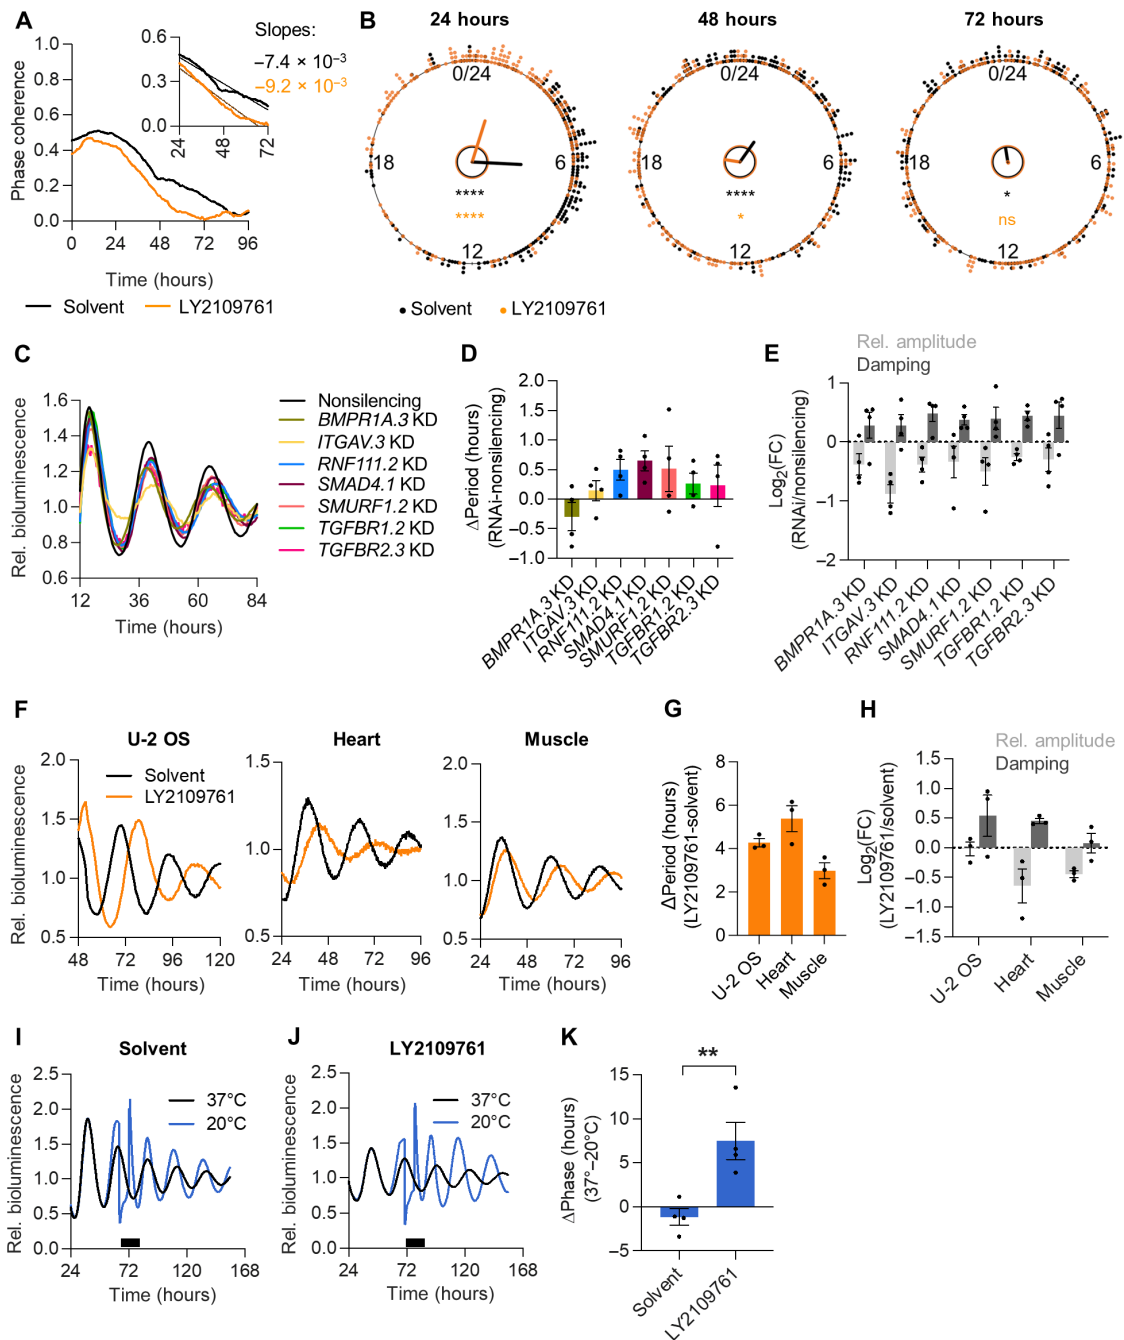 A
Phase coherence
1.0
0.8
0.6
0.4
0.2
0.0
0
24
48
72
96
Time (hours)
0.6
0.3
0.0
24
48
72
Slopes:
–7.4 × 10⁻³
–9.2 × 10⁻³
Solvent
LY2109761
B
24 hours
48 hours
72 hours
0/24
18
6
12
****
****
0/24
18
6
12
****
*
0/24
18
6
12
*
ns
Solvent
LY2109761
C
Rel. bioluminescence
1.6
1.4
1.2
1.0
0.8
0.6
12
36
60
84
Time (hours)
Nonsilencing
BMPR1A.3 KD
ITGAV.3 KD
RNF111.2 KD
SMAD4.1 KD
SMURF1.2 KD
TGFBR1.2 KD
TGFBR2.3 KD
D
ΔPeriod (hours)
(RNAi-nonsilencing)
2.0
1.5
1.0
0.5
0.0
–0.5
–1.0
BMPR1A.3 KD
ITGAV.3 KD
RNF111.2 KD
SMAD4.1 KD
SMURF1.2 KD
TGFBR1.2 KD
TGFBR2.3 KD
E
Rel. amplitude
Damping
Log₂(FC)
(RNAi/nonsilencing)
1
0
–1
–2
BMPR1A.3 KD
ITGAV.3 KD
RNF111.2 KD
SMAD4.1 KD
SMURF1.2 KD
TGFBR1.2 KD
TGFBR2.3 KD
F
U-2 OS
Heart
Muscle
Rel. bioluminescence
2.0
1.5
1.0
0.5
48
72
96
120
Time (hours)
Solvent
LY2109761
1.5
1.0
0.5
24
48
72
96
Time (hours)
2.0
1.5
1.0
0.5
24
48
72
96
Time (hours)
G
ΔPeriod (hours)
(LY2109761-solvent)
8
6
4
2
0
U-2 OS
Heart
Muscle
H
Rel. amplitude
Damping
Log₂(FC)
(LY2109761/solvent)
1.5
1.0
0.5
0.0
–0.5
–1.0
–1.5
U-2 OS
Heart
Muscle
I
Solvent
Rel. bioluminescence
2.5
2.0
1.5
1.0
0.5
0.0
24
72
120
168
Time (hours)
37°C
20°C
J
LY2109761
Rel. bioluminescence
2.5
2.0
1.5
1.0
0.5
0.0
24
72
120
168
Time (hours)
37°C
20°C
K
ΔPhase (hours)
(37°–20°C)
**
15
10
5
0
–5
Solvent
LY2109761